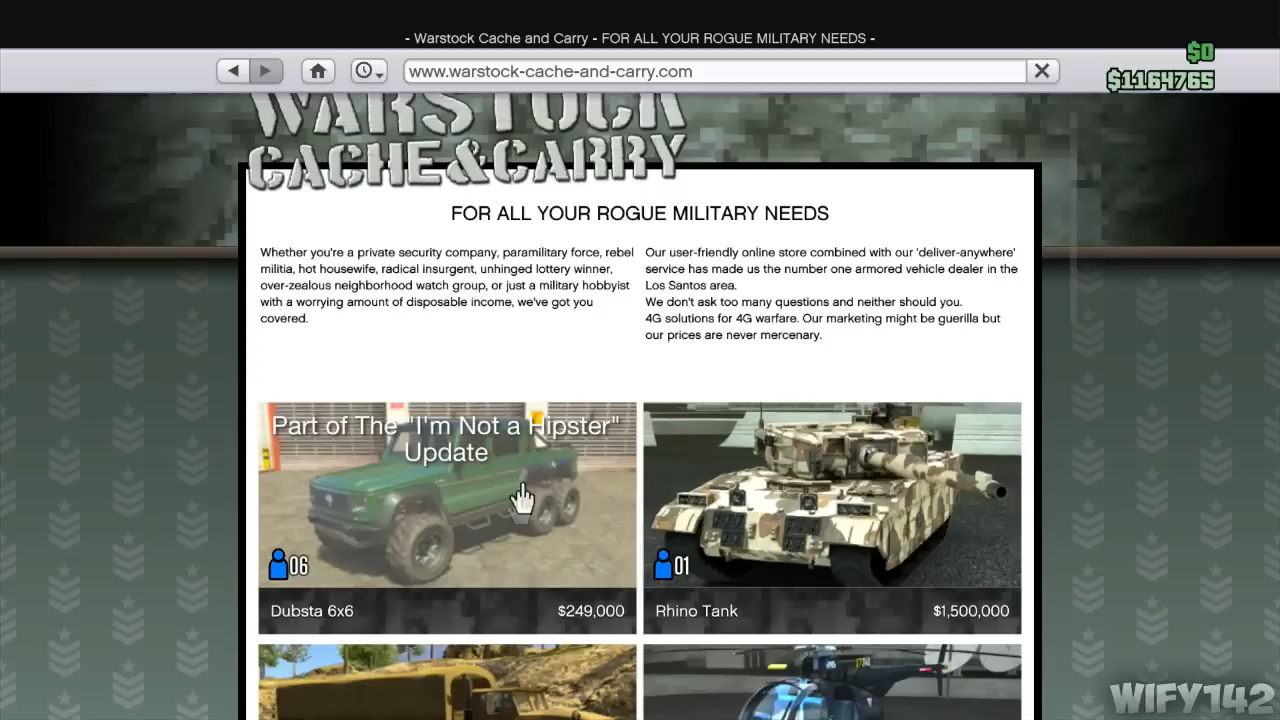 - Warstock Cache and Carry - FOR ALL YOUR ROGUE MILITARY NEEDS -
$0
www.warstock-cache-and-carry.com
$1164765
WARSTOCK
CACHE&CARRY
FOR ALL YOUR ROGUE MILITARY NEEDS
Whether you're a private security company, paramilitary force, rebel
militia, hot housewife, radical insurgent, unhinged lottery winner,
over-zealous neighborhood watch group, or just a military hobbyist
with a worrying amount of disposable income, we've got you
covered.
Our user-friendly online store combined with our 'deliver-anywhere'
service has made us the number one armored vehicle dealer in the
Los Santos area.
We don't ask too many questions and neither should you.
4G solutions for 4G warfare. Our marketing might be guerilla but
our prices are never mercenary.
Part of The "I'm Not a Hipster"
Update
06
Dubsta 6x6 $249,000
01
Rhino Tank $1,500,000
WIFY142